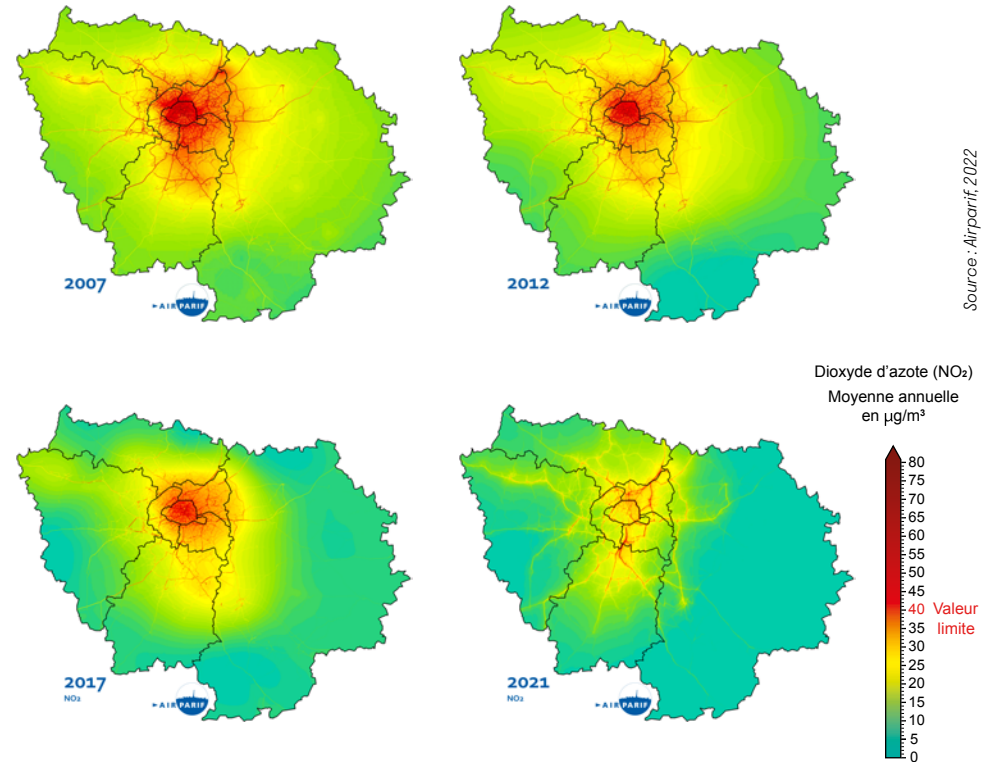 2007
AIRPARIF
2012
AIRPARIF
Source : Airparif, 2022
Dioxyde d'azote (NO₂)
Moyenne annuelle
en µg/m³
80
75
70
65
60
55
50
45
40 Valeur
limite
35
30
25
20
15
10
5
0
2017
NO₂
AIRPARIF
2021
NO₂
AIRPARIF